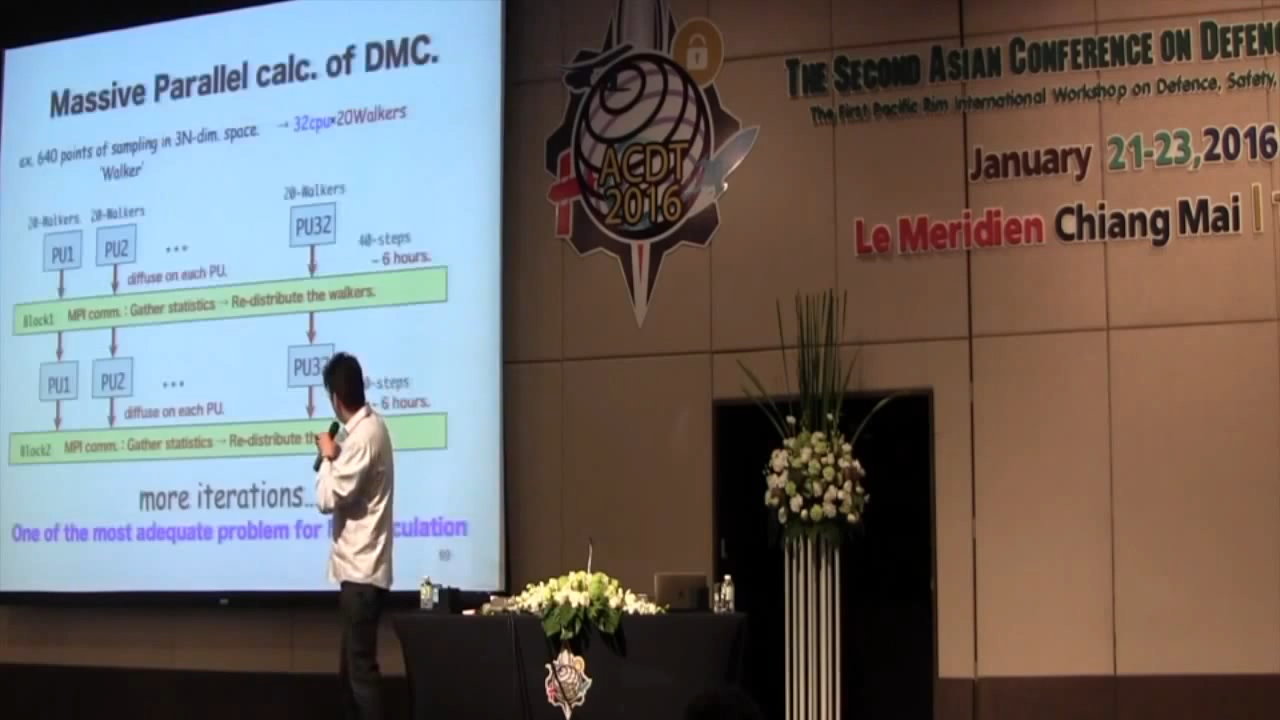 Massive Parallel calc. of DMC.
ex. 640 points of sampling in 3N-dim. space. → 32cpu*20Walkers
'Walker'
20-Walkers 20-Walkers 20-Walkers
PU1 PU2 ... PU32
diffuse on each PU.
40-steps
~ 6 hours.
Block1 MPI comm. : Gather statistics → Re-distribute the walkers.
PU1 PU2 ... PU32
diffuse on each PU.
-steps
~ 6 hours.
Block2 MPI comm. : Gather statistics → Re-distribute th
more iterations...
One of the most adequate problem for culation
ACDT
2016
THE SECOND ASIAN CONFERENCE ON DEFENC
The First Pacific Rim International Workshop on Defence, Safety,
January 21-23,2016
Le Meridien Chiang Mai |